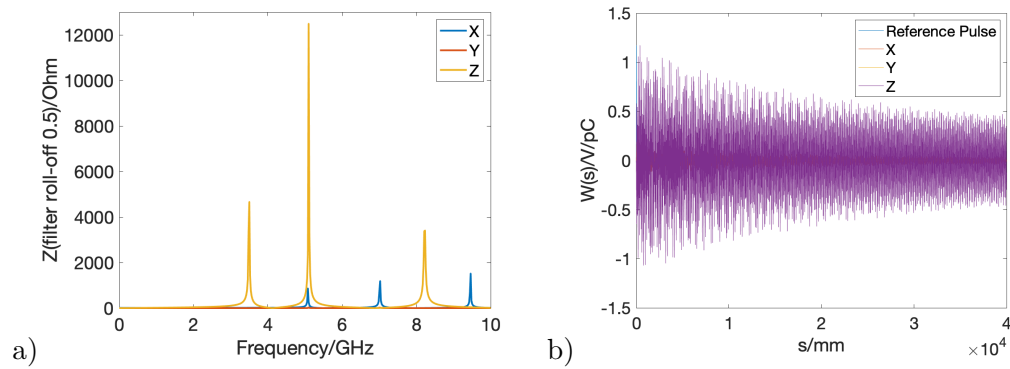 Z(filter roll-off 0.5)/Ohm
12000
10000
8000
6000
4000
2000
0
0
2
4
6
8
10
Frequency/GHz
X
Y
Z
a)
W(s)/V/pC
1.5
1
0.5
0
-0.5
-1
-1.5
0
1
2
3
4
×10⁴
s/mm
Reference Pulse
X
Y
Z
b)